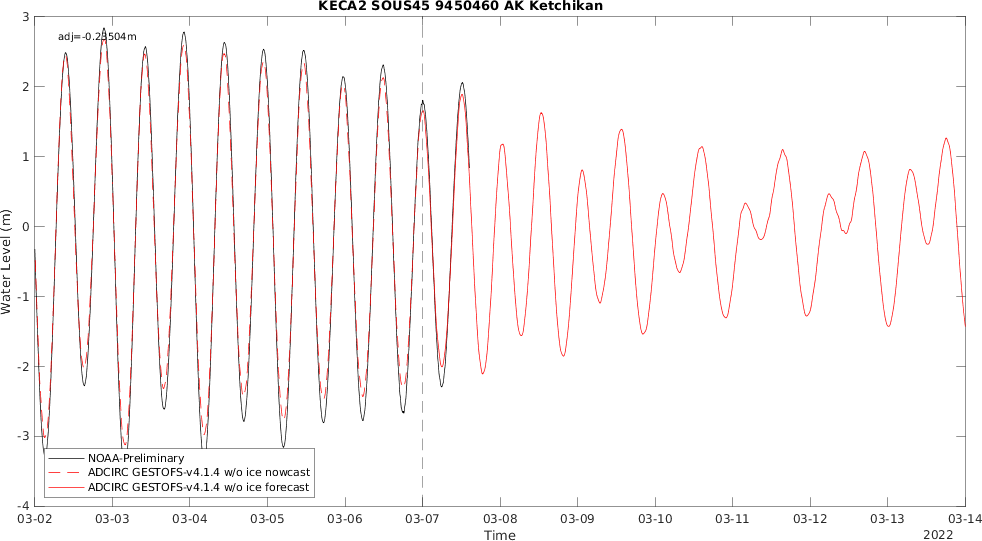 KECA2 SOUS45 9450460 AK Ketchikan
adj=-0.23504m
3
2
1
0
-1
-2
-3
-4
Water Level (m)
NOAA-Preliminary
ADCIRC GESTOFS-v4.1.4 w/o ice nowcast
ADCIRC GESTOFS-v4.1.4 w/o ice forecast
03-02 03-03 03-04 03-05 03-06 03-07 03-08 03-09 03-10 03-11 03-12 03-13 03-14
Time
2022